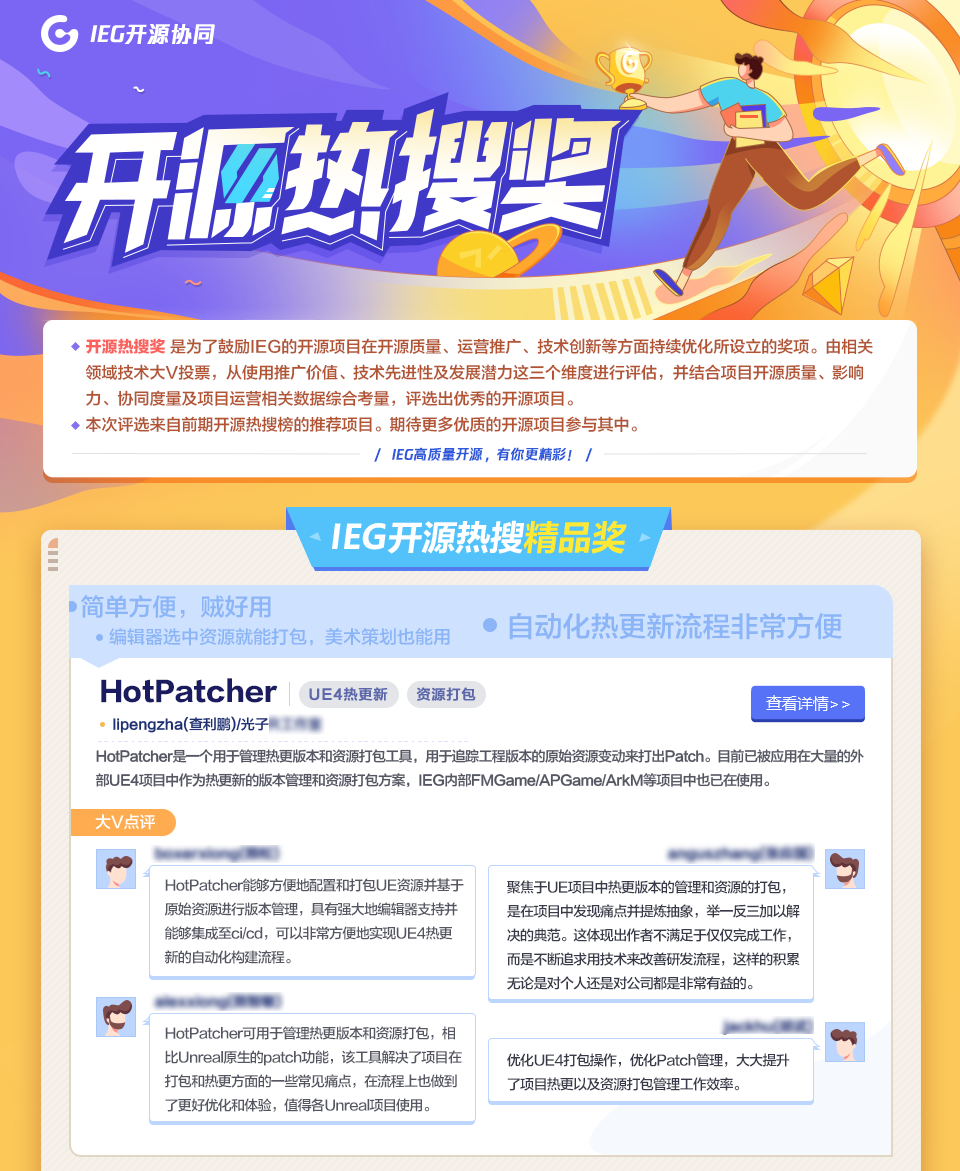 IEG开源协同
开源热搜奖
开源热搜奖 是为了鼓励IEG的开源项目在开源质量、运营推广、技术创新等方面持续优化所设立的奖项。由相关
领域技术大V投票，从使用推广价值、技术先进性及发展潜力这三个维度进行评估，并结合项目开源质量、影响
力、协同度量及项目运营相关数据综合考量，评选出优秀的开源项目。
本次评选来自前期开源热搜榜的推荐项目。期待更多优质的开源项目参与其中。
/ IEG高质量开源，有你更精彩！ /
IEG开源热搜精品奖
简单方便，贼好用
编辑器选中资源就能打包，美术策划也能用
自动化热更新流程非常方便
HotPatcher
UE4热更新
资源打包
查看详情>>
lipengzha(查利鹏)/光子
HotPatcher是一个用于管理热更版本和资源打包工具，用于追踪工程版本的原始资源变动来打出Patch。目前已被应用在大量的外
部UE4项目中作为热更新的版本管理和资源打包方案，IEG内部FMGame/APGame/ArkM等项目中也已在使用。
大V点评
HotPatcher能够方便地配置和打包UE资源并基于
原始资源进行版本管理，具有强大地编辑器支持并
能够集成至ci/cd，可以非常方便地实现UE4热更
新的自动化构建流程。
聚焦于UE项目中热更版本的管理和资源的打包，
是在项目中发现痛点并提炼抽象，举一反三加以解
决的典范。这体现出作者不满足于仅仅完成工作，
而是不断追求用技术来改善研发流程，这样的积累
无论是对个人还是对公司都是非常有益的。
HotPatcher可用于管理热更版本和资源打包，相
比Unreal原生的patch功能，该工具解决了项目在
打包和热更方面的一些常见痛点，在流程上也做到
了更好优化和体验，值得各Unreal项目使用。
优化UE4打包操作，优化Patch管理，大大提升
了项目热更以及资源打包管理工作效率。